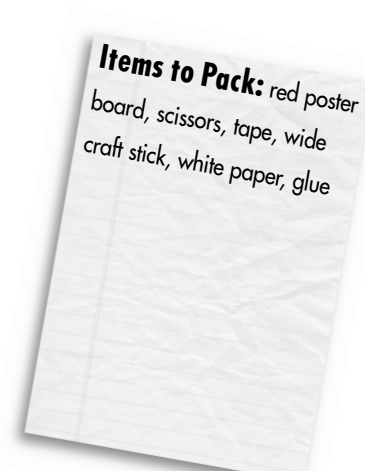 Items to Pack: red poster
board, scissors, tape, wide
craft stick, white paper, glue